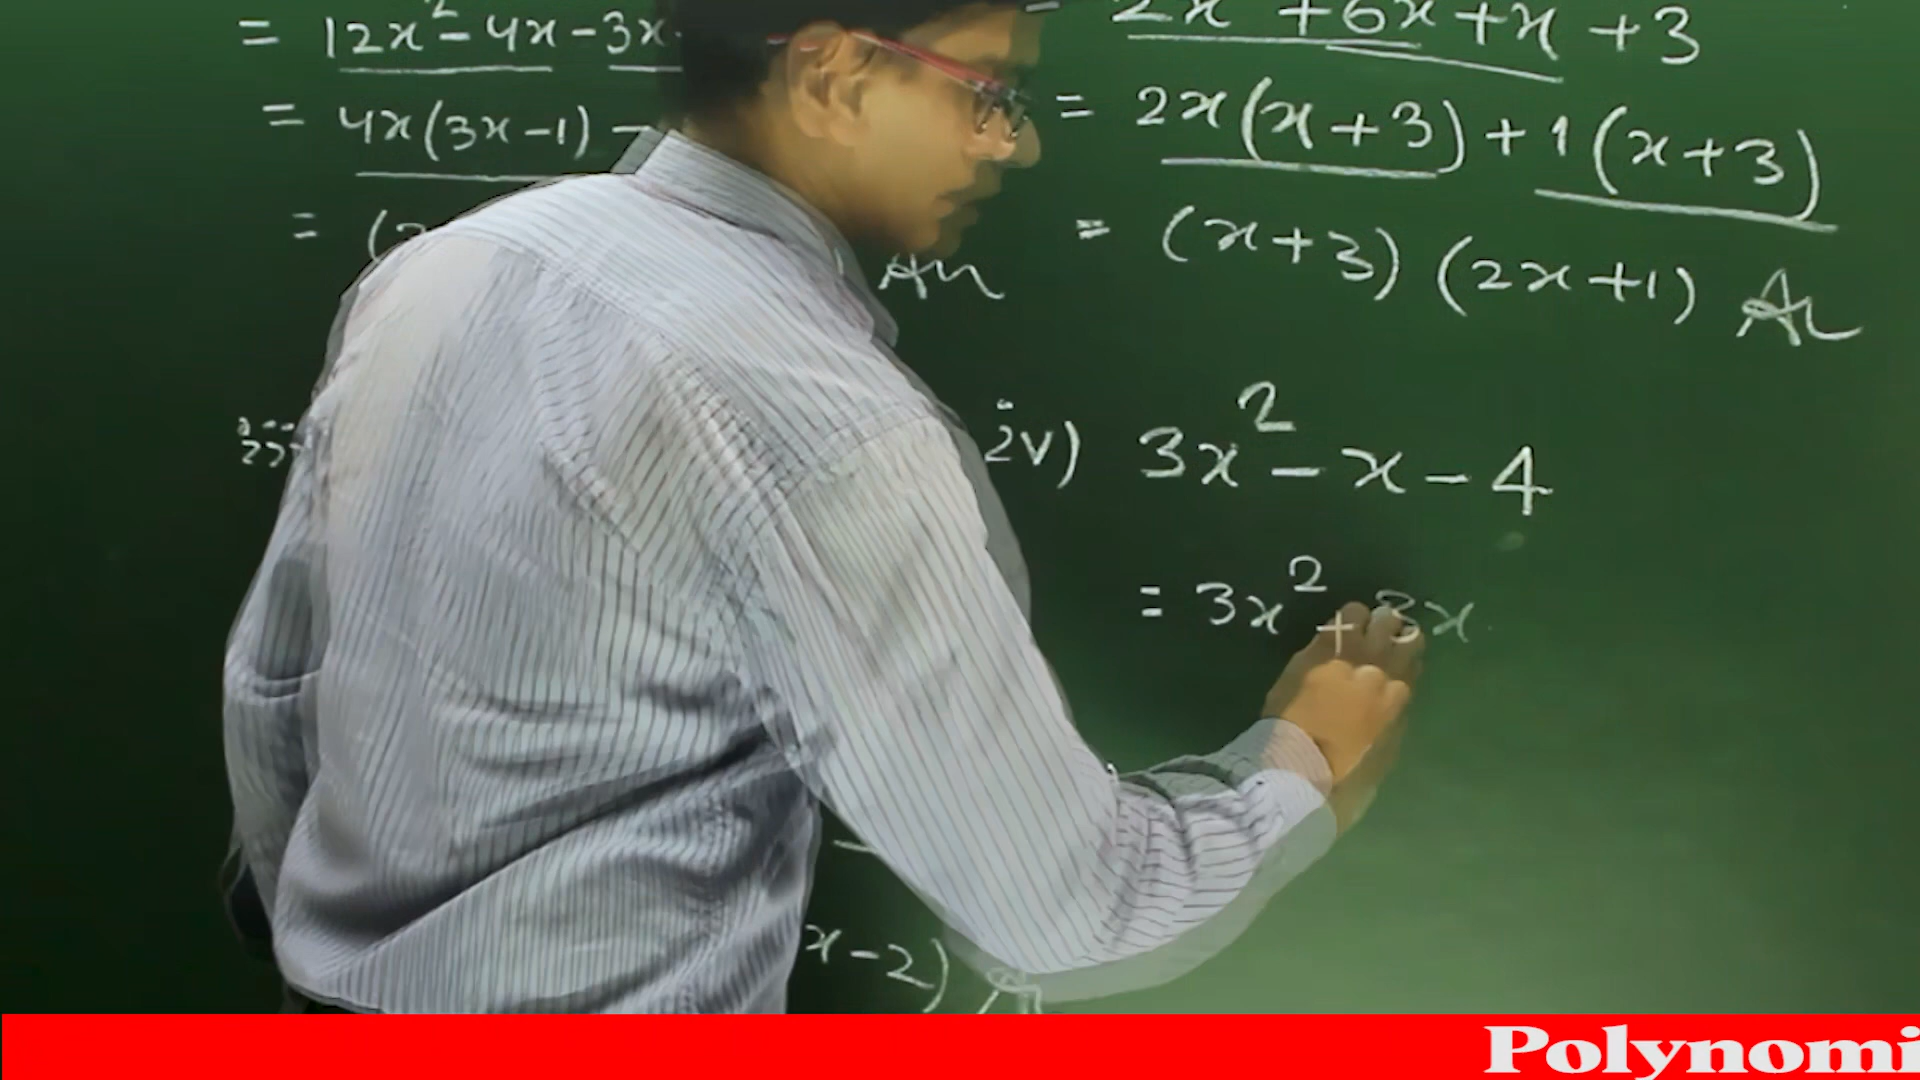 = 12x² - 4x - 3x
= 4x(3x-1) -
= (
Ans
2x + 6x + x + 3
= 2x(x+3) + 1(x+3)
= (x+3) (2x+1) Ans
iii)
iv) 3x² - x - 4
= 3x² + 3x
x-2)
Polynomi